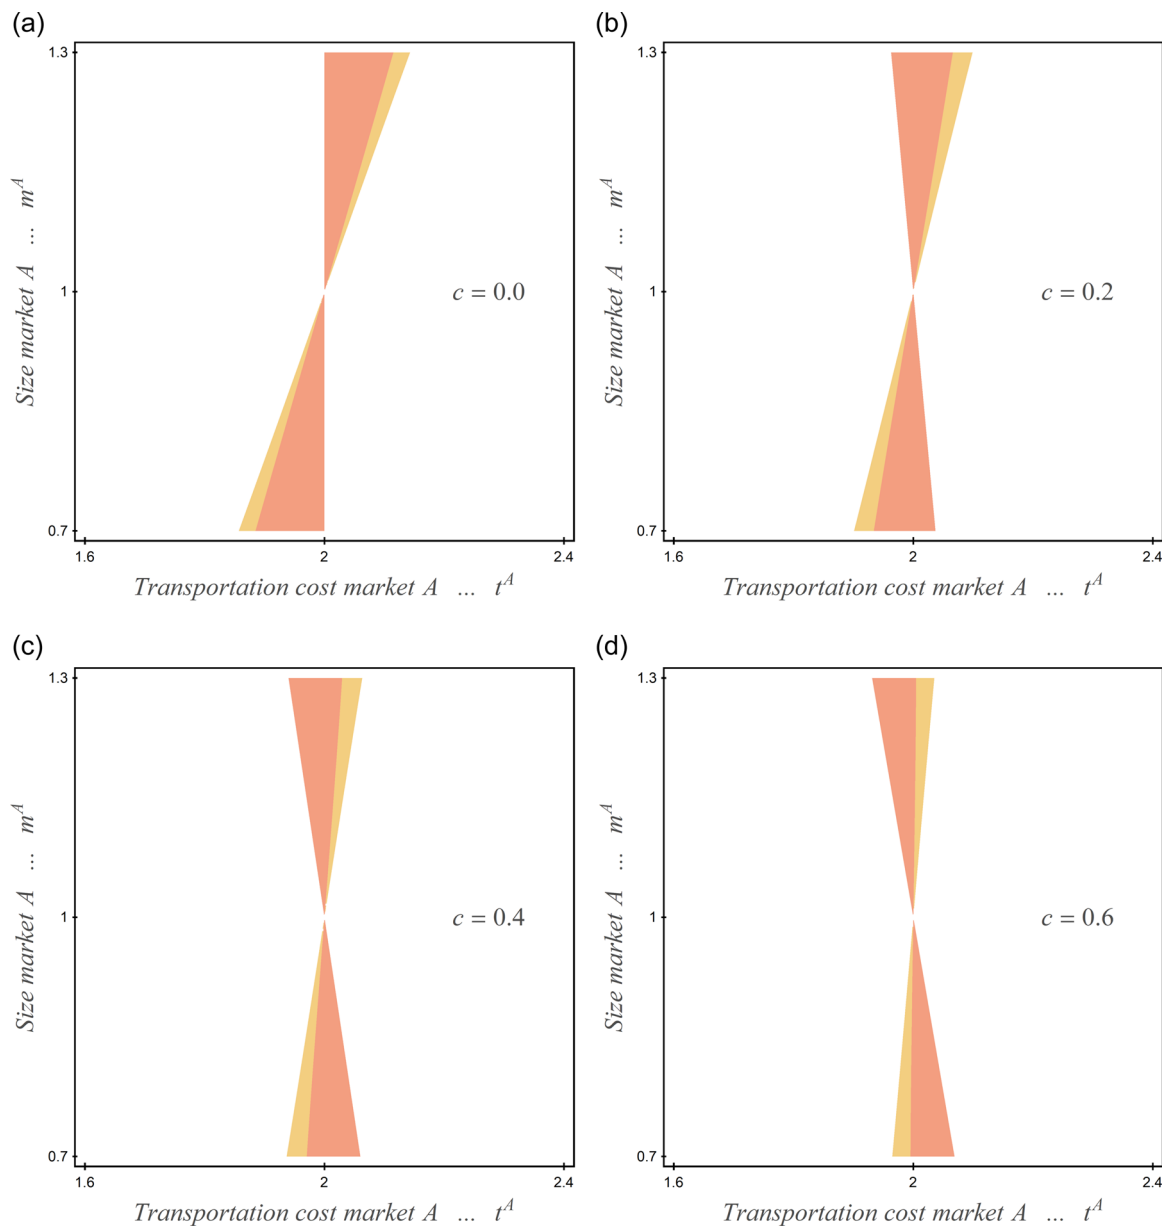 (a)
1.3
Size market A ... m^A
1
c = 0.0
0.7
1.6 2 2.4
Transportation cost market A ... t^A
(b)
1.3
Size market A ... m^A
1
c = 0.2
0.7
1.6 2 2.4
Transportation cost market A ... t^A
(c)
1.3
Size market A ... m^A
1
c = 0.4
0.7
1.6 2 2.4
Transportation cost market A ... t^A
(d)
1.3
Size market A ... m^A
1
c = 0.6
0.7
1.6 2 2.4
Transportation cost market A ... t^A